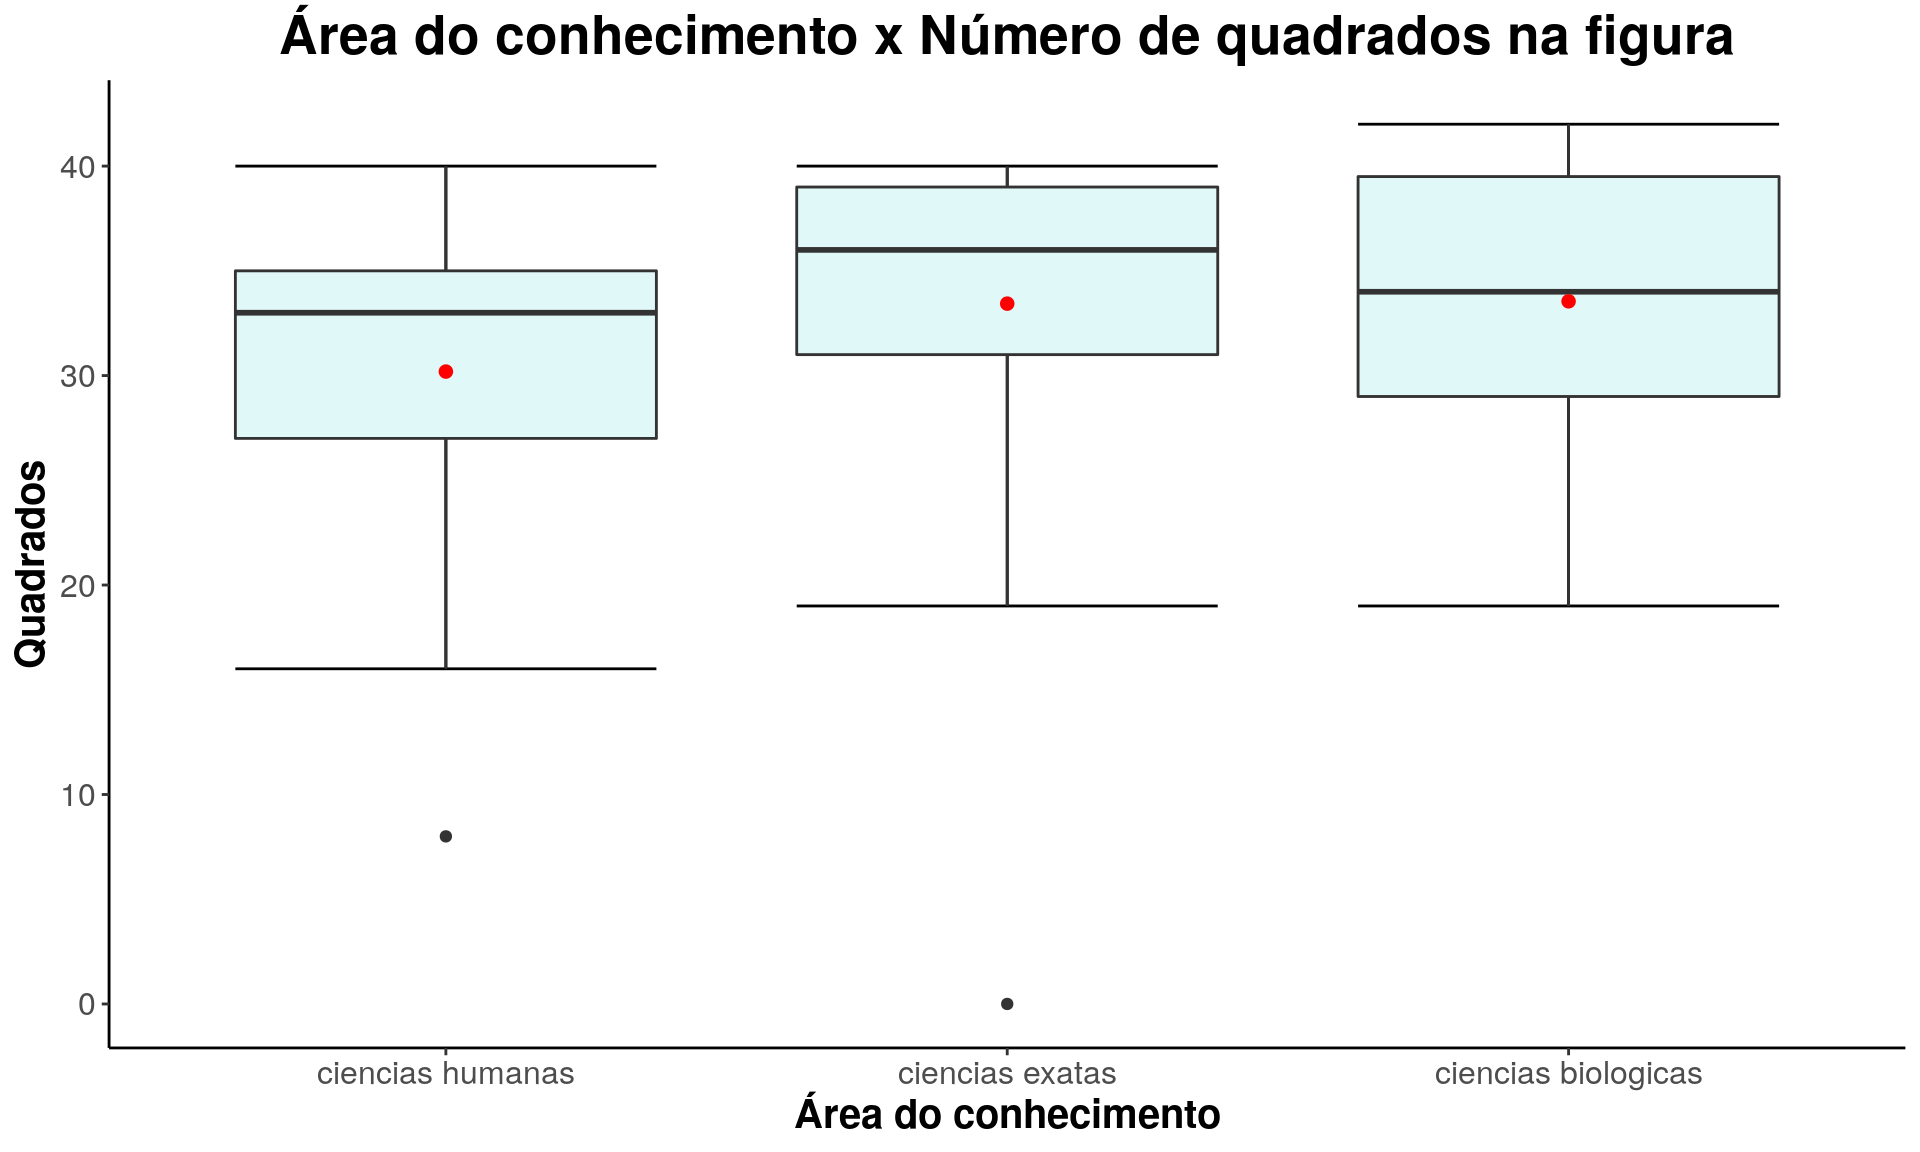 Área do conhecimento x Número de quadrados na figura
Quadrados
40
30
20
10
0
ciencias humanas
ciencias exatas
ciencias biologicas
Área do conhecimento